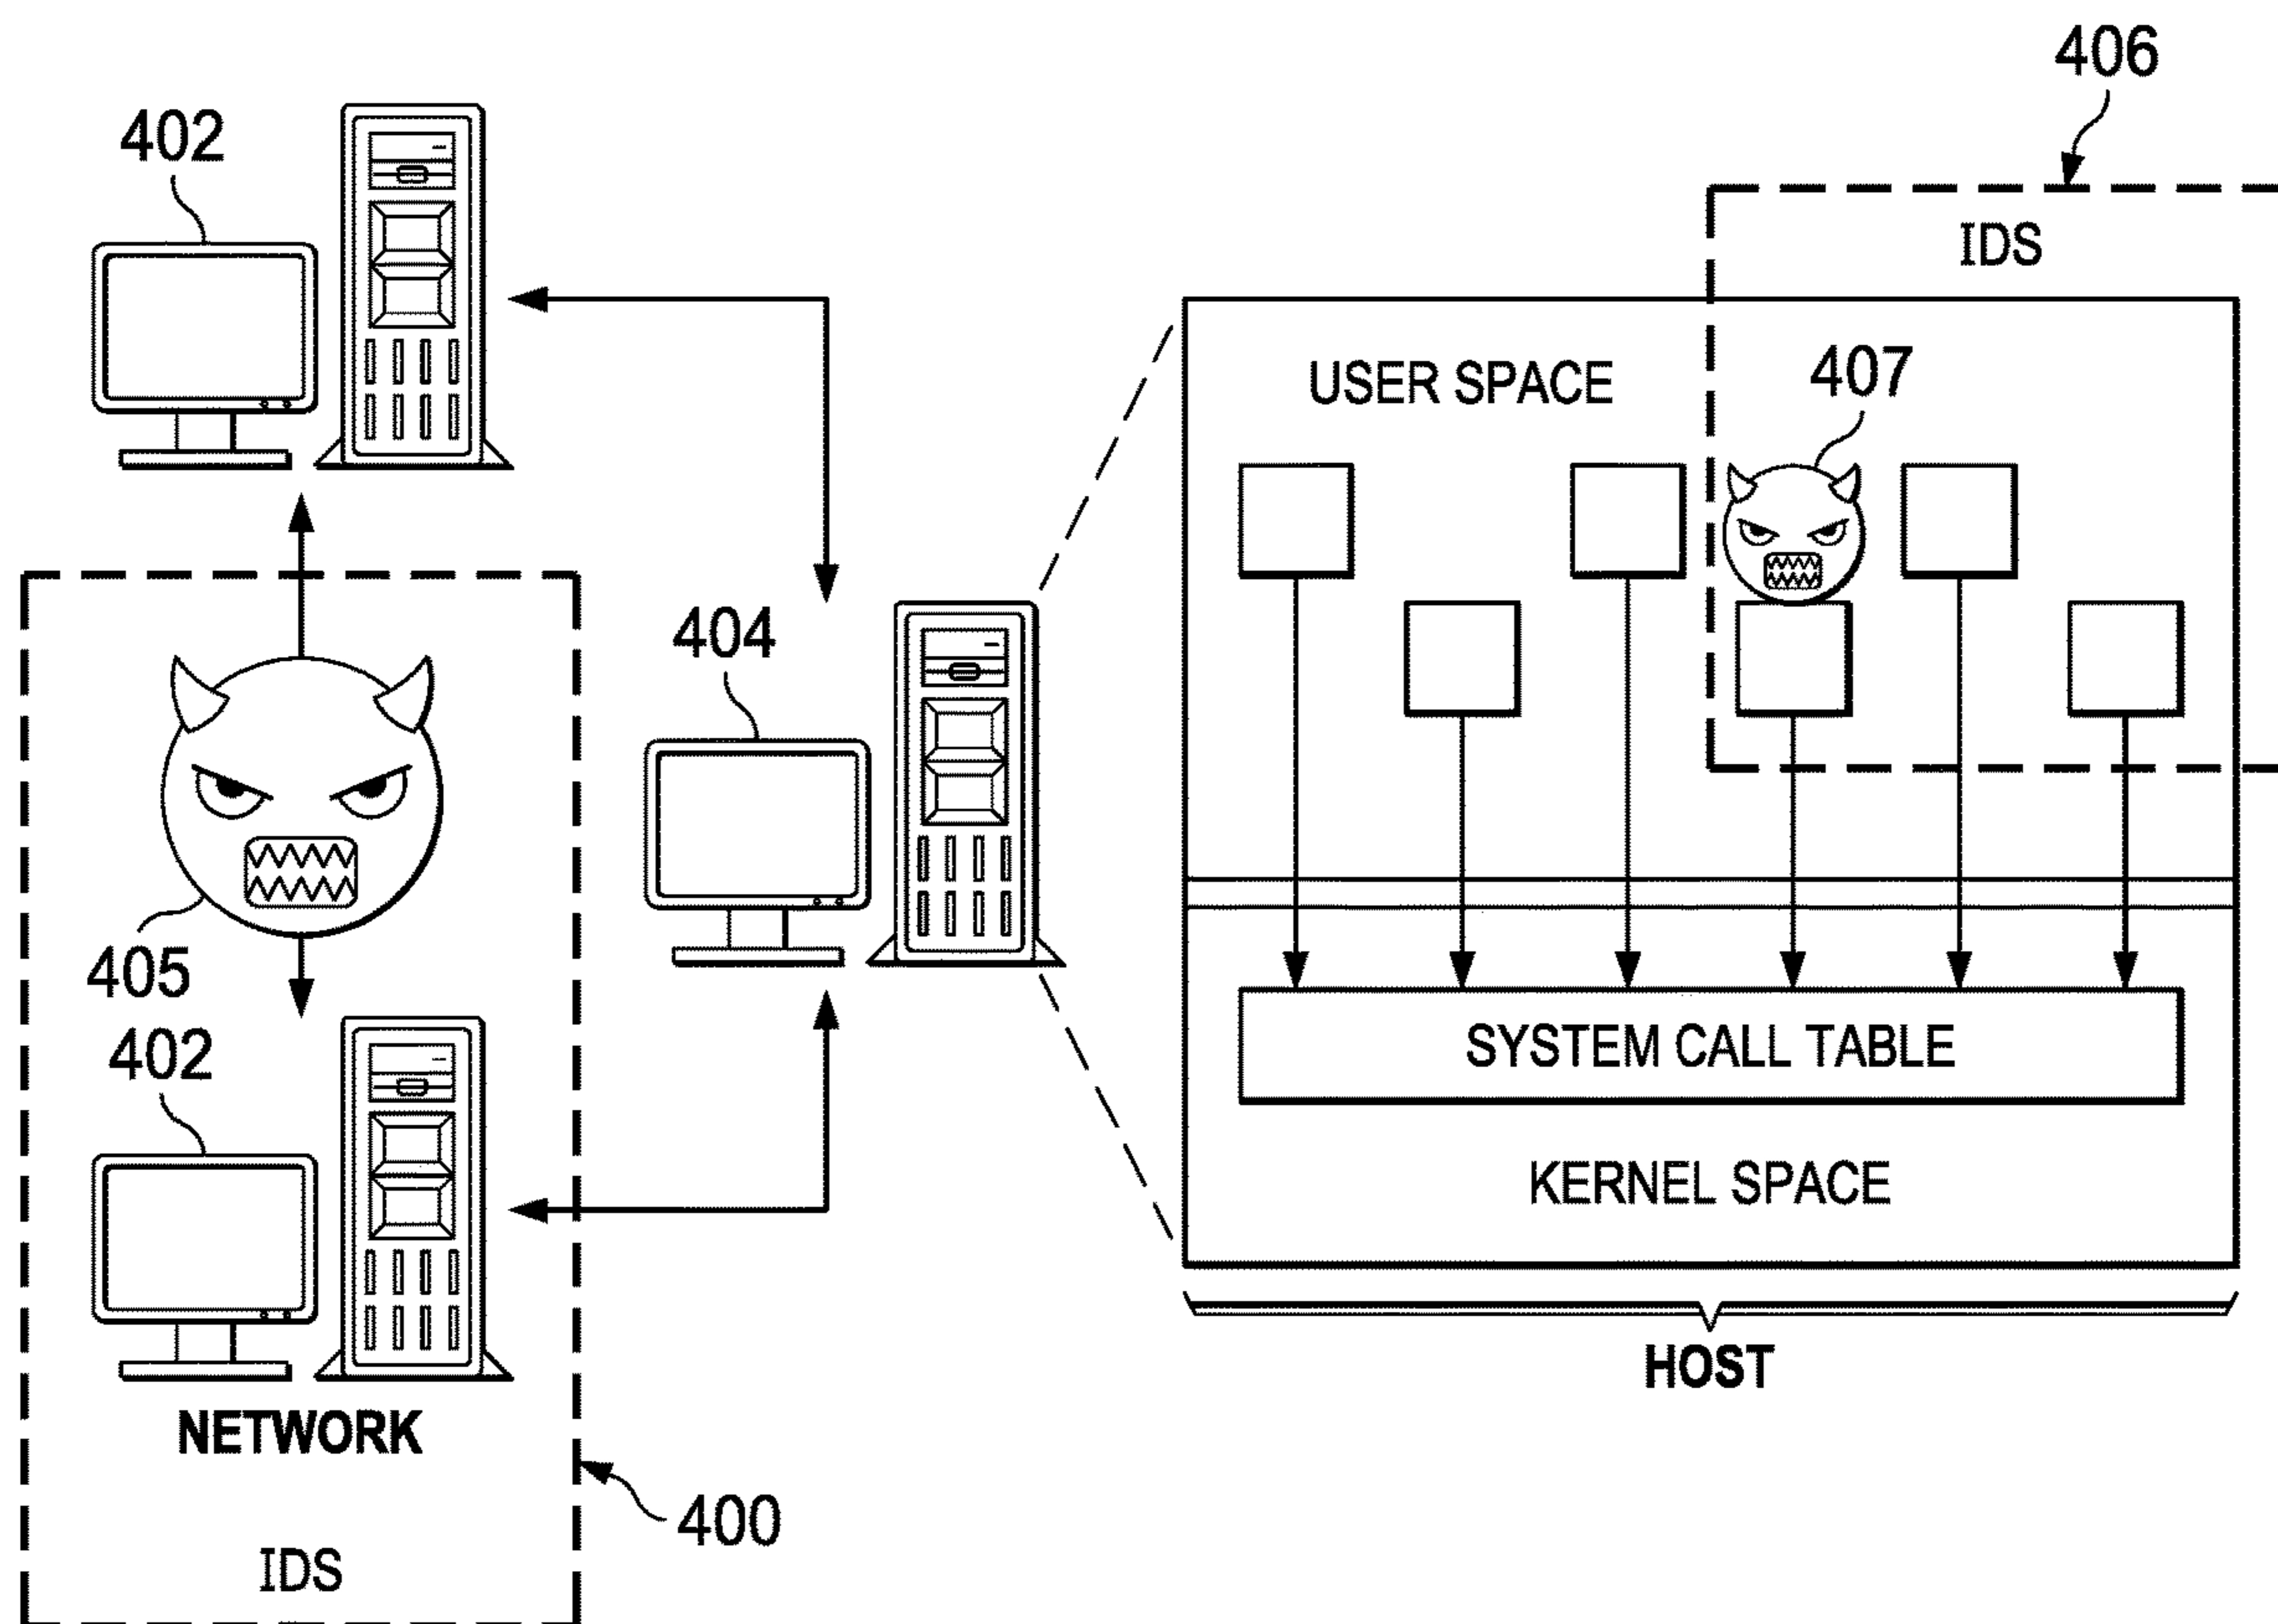 406
402
IDS
USER SPACE
407
404
405
402
SYSTEM CALL TABLE
KERNEL SPACE
HOST
NETWORK
400
IDS